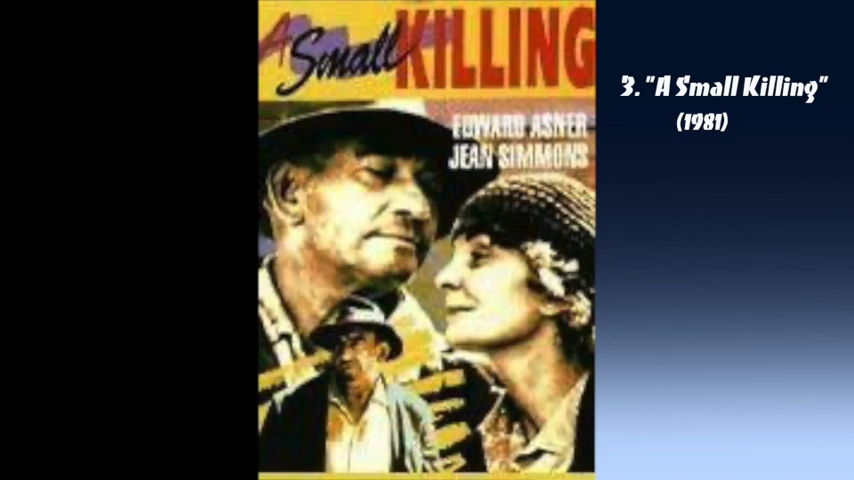 A Small KILLING
EDWARD ASNER
JEAN SIMMONS
3. "A Small Killing"
(1981)